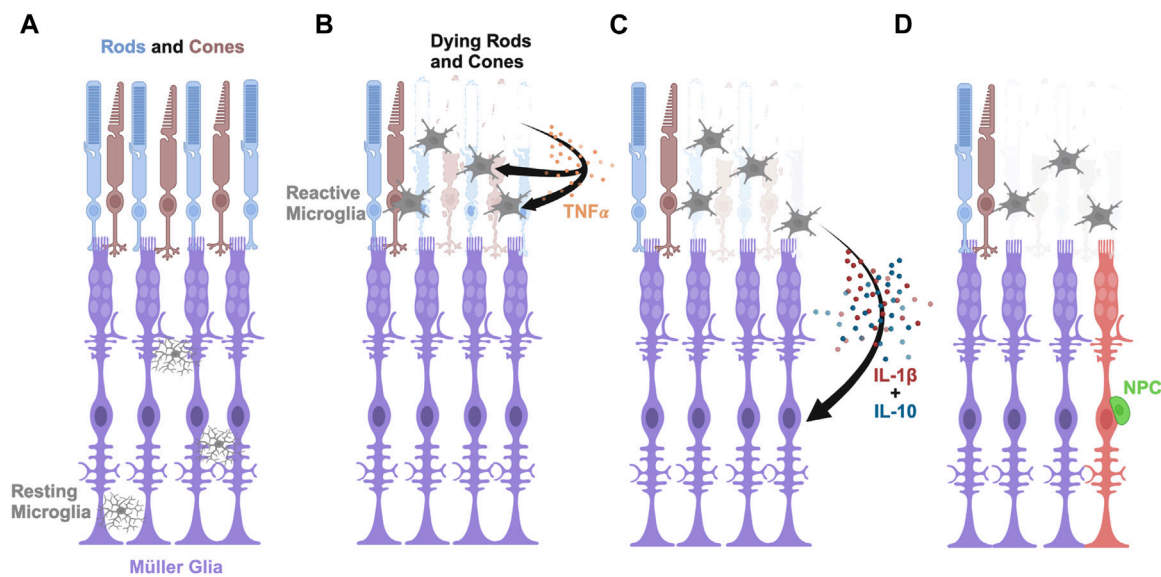 A
Rods and Cones
Resting
Microglia
Müller Glia
B
Dying Rods
and Cones
Reactive
Microglia
TNFα
C
IL-1β
+
IL-10
D
NPC